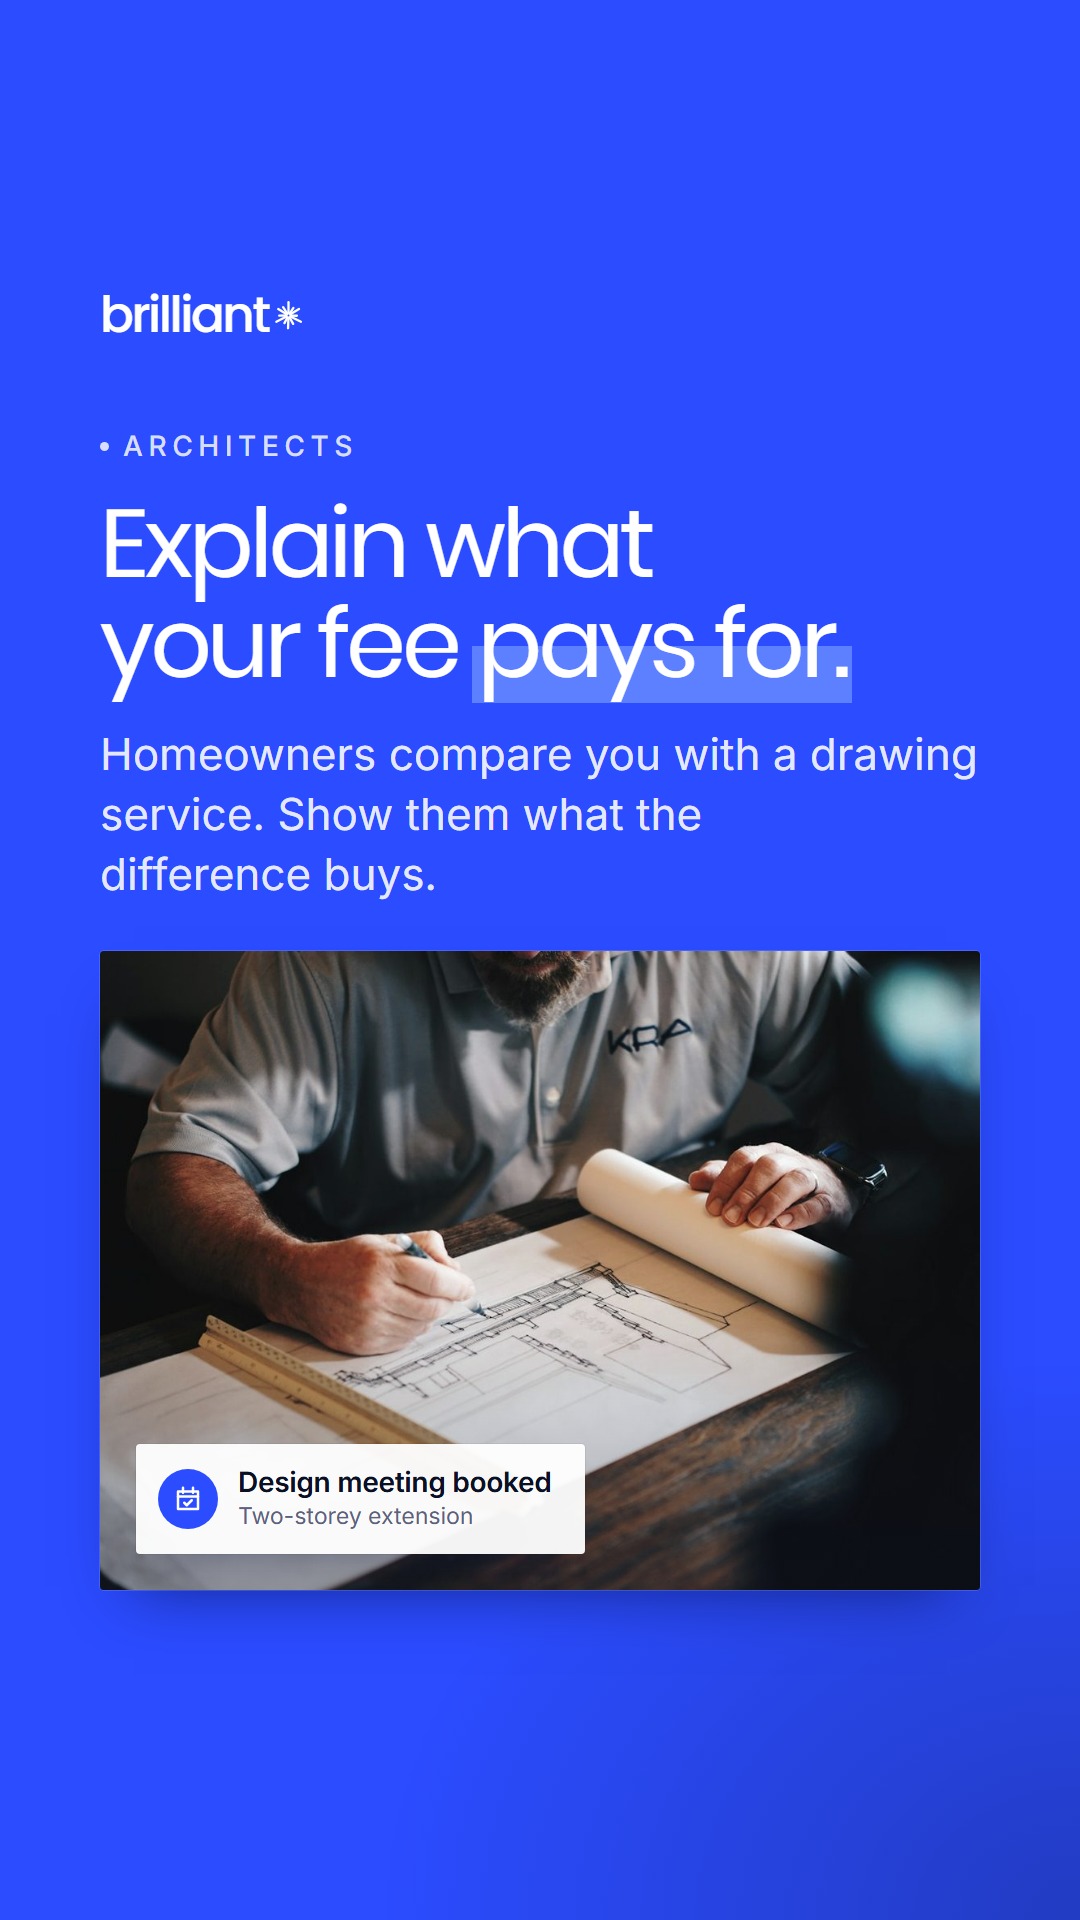 brilliant
• ARCHITECTS
Explain what
your fee pays for.
Homeowners compare you with a drawing
service. Show them what the
difference buys.
KRA
Design meeting booked
Two-storey extension